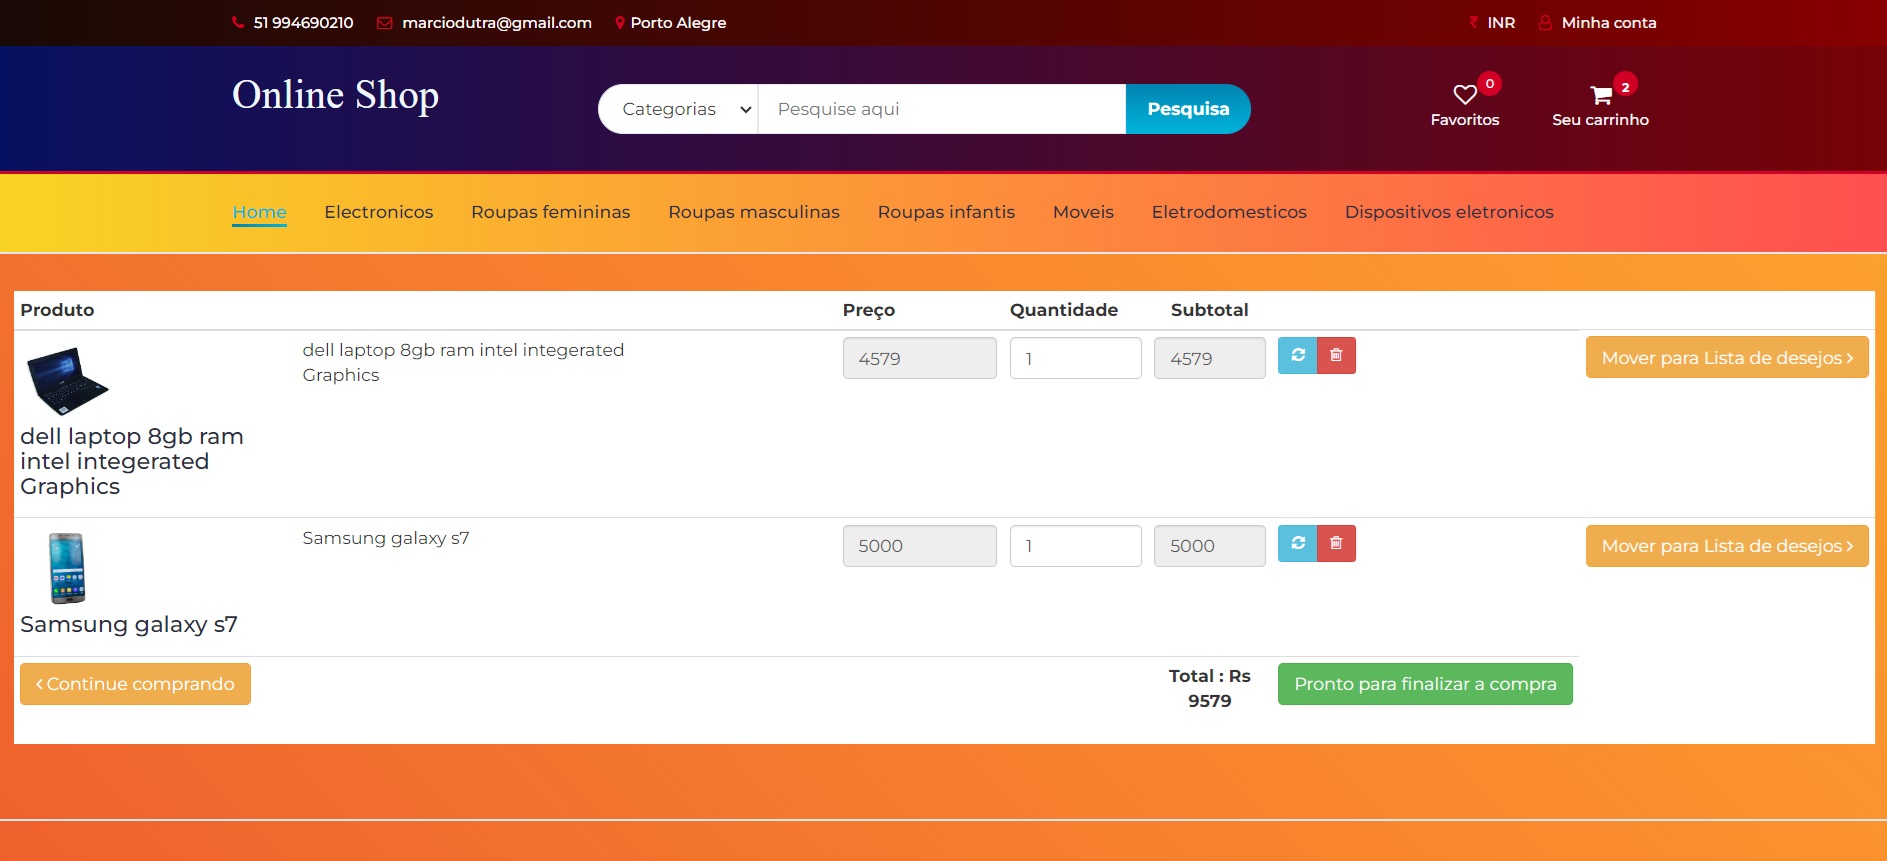 51 994690210 marciodutra@gmail.com Porto Alegre INR Minha conta
Online Shop
Categorias Pesquise aqui Pesquisa
0
Favoritos
2
Seu carrinho
Home Electronicos Roupas femininas Roupas masculinas Roupas infantis Moveis Eletrodomesticos Dispositivos eletronicos
Produto Preço Quantidade Subtotal
dell laptop 8gb ram
intel integerated
Graphics
dell laptop 8gb ram intel integerated
Graphics
4579 1 4579 Mover para Lista de desejos
Samsung galaxy s7
Samsung galaxy s7
5000 1 5000 Mover para Lista de desejos
Continue comprando
Total : Rs
9579
Pronto para finalizar a compra